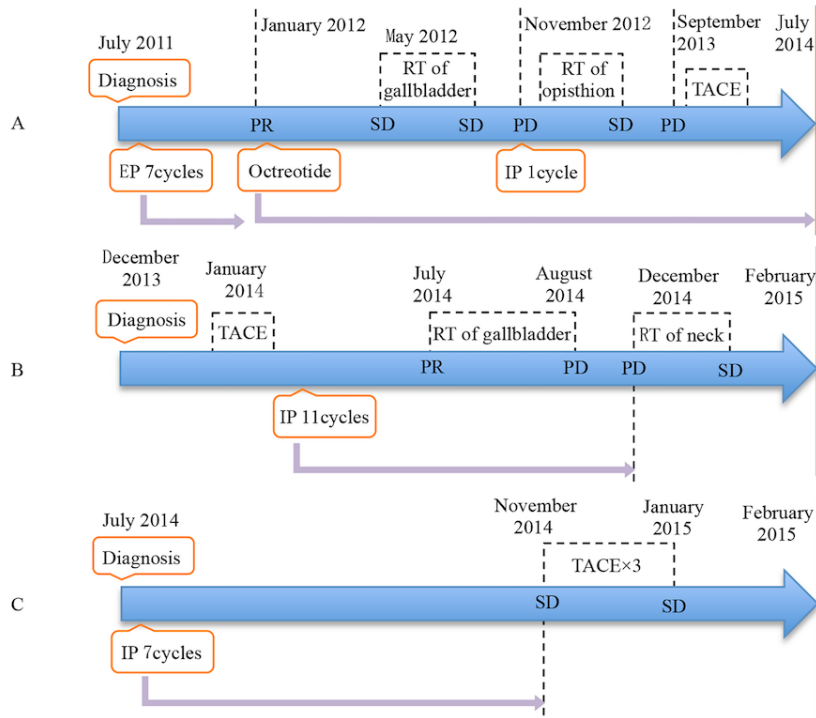 July 2011
January 2012
May 2012
November 2012
September
2013
July
2014
Diagnosis
RT of
gallbladder
RT of
opisthion
TACE
A
PR
SD
SD
PD
SD
PD
EP 7cycles
Octreotide
IP 1cycle
December
2013
January
2014
July
2014
August
2014
December
2014
February
2015
Diagnosis
TACE
RT of gallbladder
RT of neck
B
PR
PD
PD
SD
IP 11cycles
July 2014
November
2014
January
2015
February
2015
Diagnosis
TACE×3
C
SD
SD
IP 7cycles